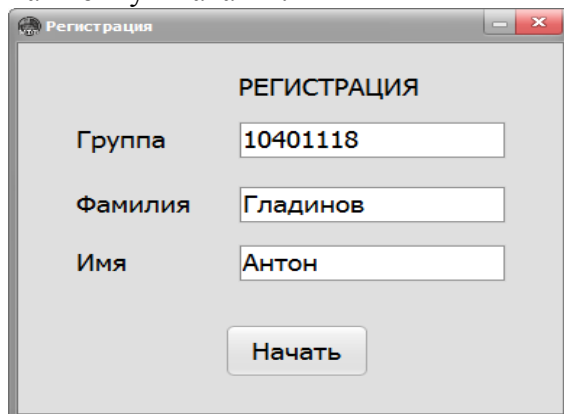 Регистрация
РЕГИСТРАЦИЯ
Группа 10401118
Фамилия Гладинов
Имя Антон
Начать